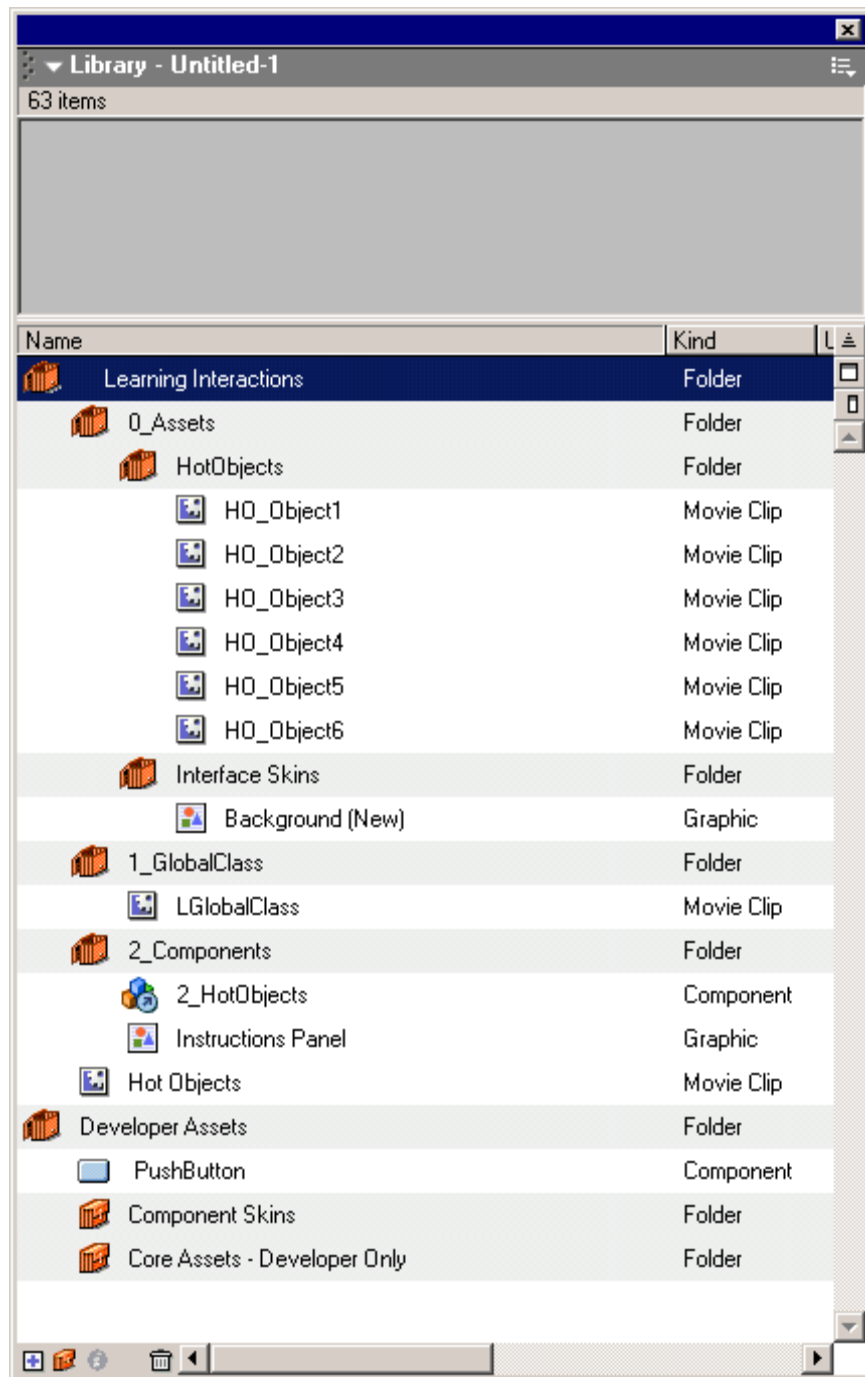 Library - Untitled-1
63 items
Name Kind
Learning Interactions Folder
0_Assets Folder
HotObjects Folder
HO_Object1 Movie Clip
HO_Object2 Movie Clip
HO_Object3 Movie Clip
HO_Object4 Movie Clip
HO_Object5 Movie Clip
HO_Object6 Movie Clip
Interface Skins Folder
Background (New) Graphic
1_GlobalClass Folder
LGlobalClass Movie Clip
2_Components Folder
2_HotObjects Component
Instructions Panel Graphic
Hot Objects Movie Clip
Developer Assets Folder
PushButton Component
Component Skins Folder
Core Assets - Developer Only Folder